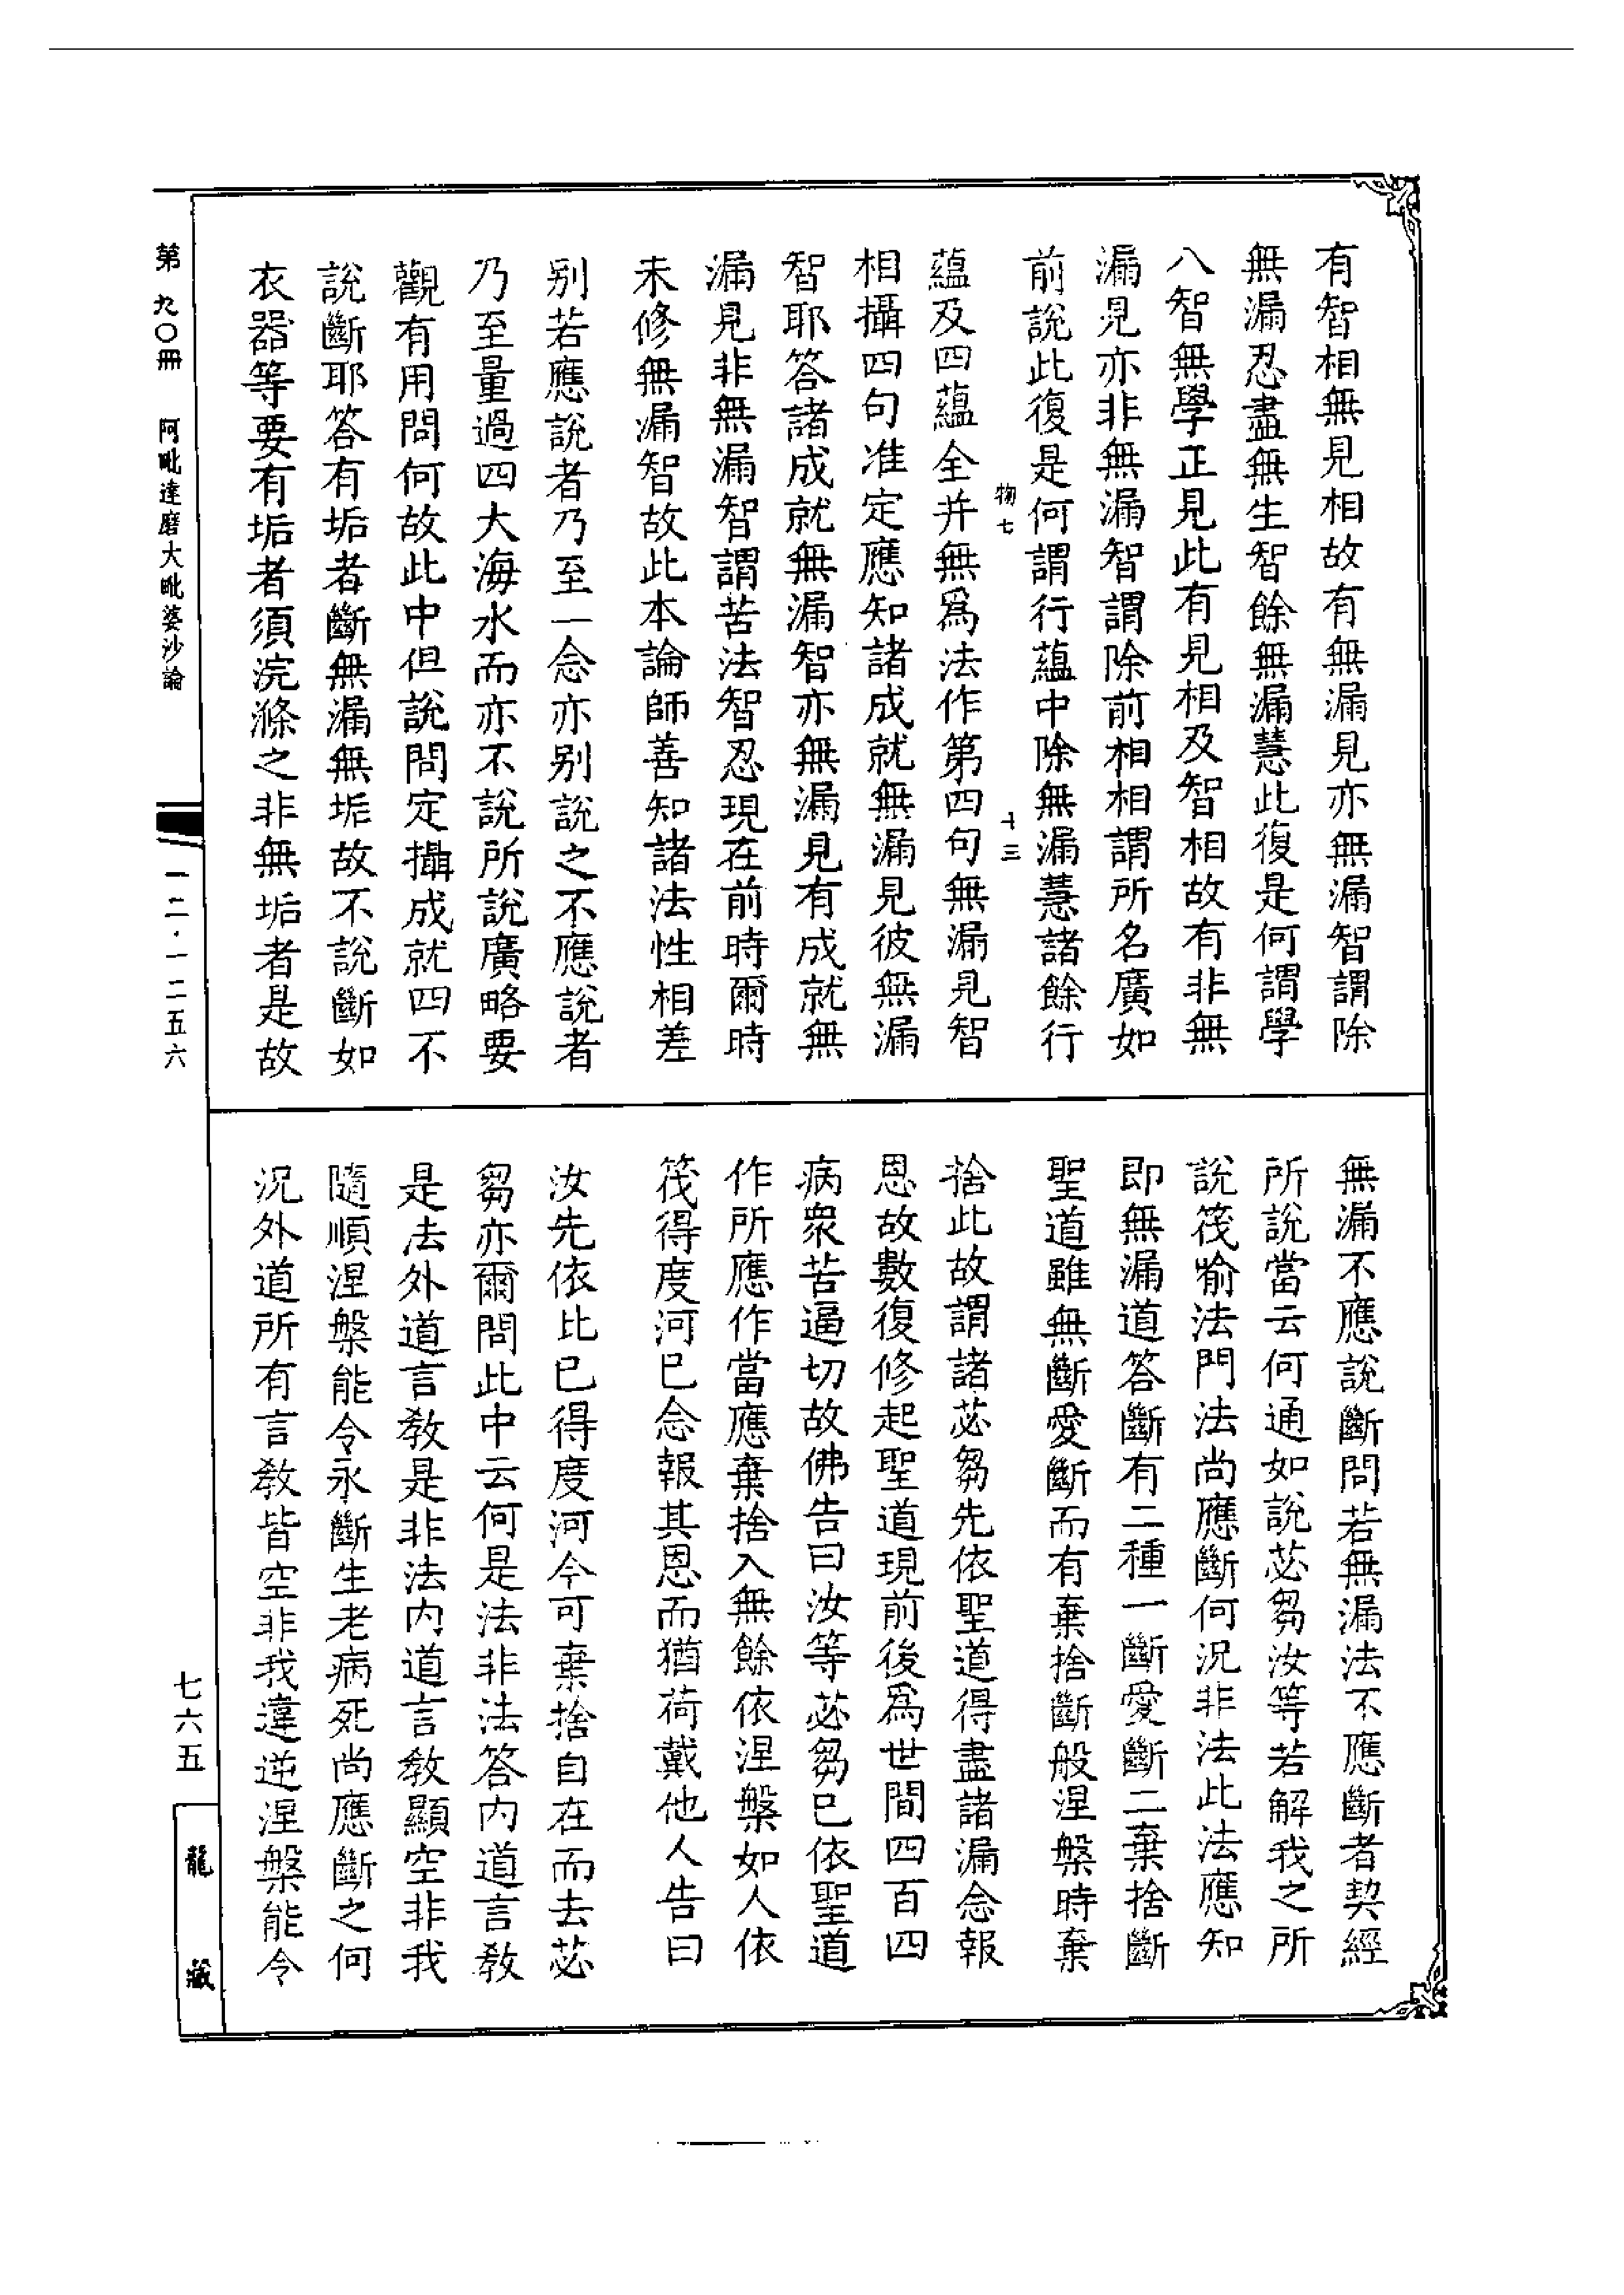 有智相無見相故有無漏見亦無漏智謂除
無漏忍盡無生智餘無漏慧此復是何謂學
八智無學正見此有見相及智相故有非無
漏見亦非無漏智謂除前相相謂所名廣如
前說此復是何謂行蘊中除無漏慧諸餘行
物七
十三
蘊及四蘊全并無爲法作第四句無漏見智
相攝四句准定應知諸成就無漏見彼無漏
智耶答諸成就無漏智亦無漏見有成就無
漏見非無漏智謂苦法智忍現在前時爾時
未修無漏智故此本論師善知諸法性相差
別若應說者乃至一念亦別說之不應說者
乃至量過四大海水而亦不說所說廣略要
觀有用問何故此中但說問定攝成就四不
說斷耶答有垢者斷無漏無垢故不說斷如
衣器等要有垢者須浣滌之非無垢者是故
無漏不應說斷問若無漏法不應斷者契經
所說當云何通如說苾芻汝等若解我之所
說筏喻法門法尚應斷何況非法此法應知
即無漏道答斷有二種一斷愛斷二棄捨斷
聖道雖無斷愛斷而有棄捨斷般涅槃時棄
捨此故謂諸苾芻先依聖道得盡諸漏念報
恩故數復修起聖道現前後爲世間四百四
病衆苦逼切故佛告曰汝等苾芻已依聖道
作所應作當應棄捨入無餘依涅槃如人依
筏得度河已念報其恩而猶荷戴他人告曰
汝先依比已得度河今可棄捨自在而去苾
芻亦爾問此中云何是法非法答內道言教
是法外道言教是非法內道言教顯空非我
隨順涅槃能令永斷生老病死尚應斷之何
況外道所有言教皆空非我違逆涅槃能令
第九〇冊　阿毗達磨大毗婆沙論
一二·一二五六
七六五
龍藏